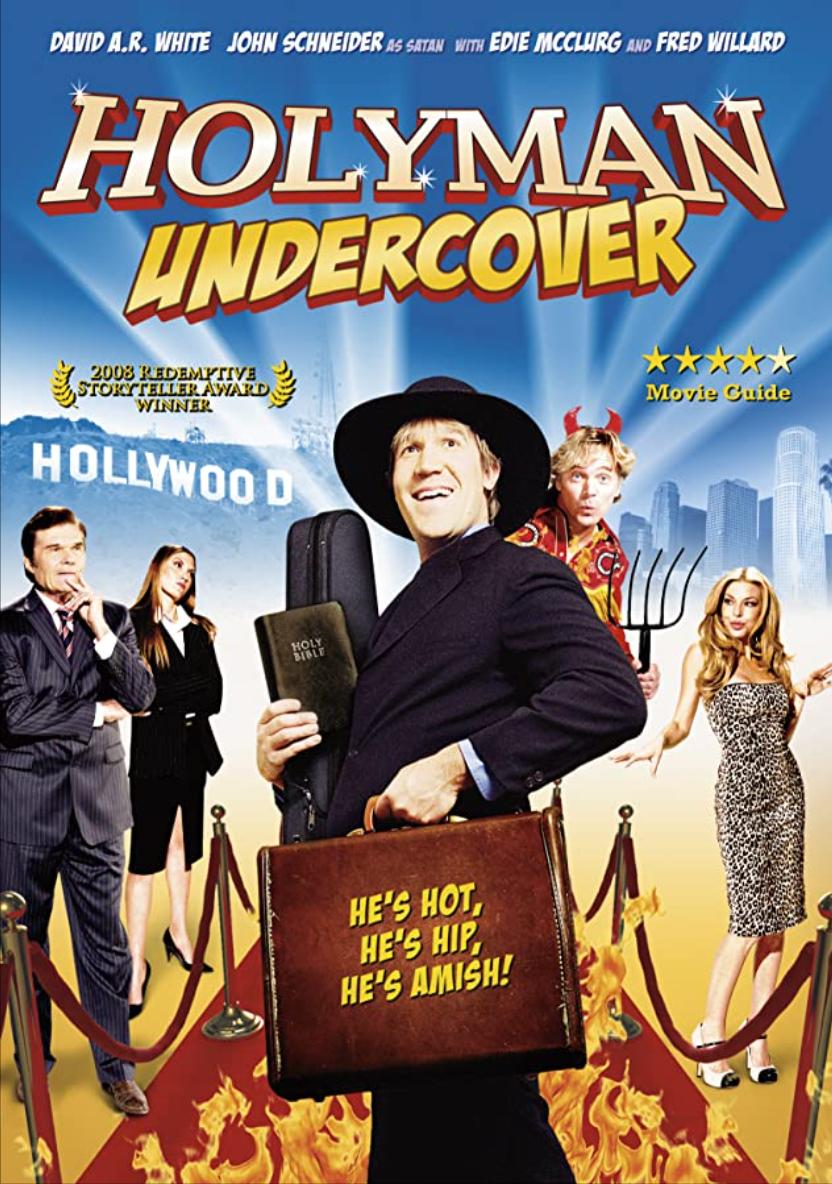 DAVID A.R. WHITE JOHN SCHNEIDER AS SATAN WITH EDIE MCCLURG AND FRED WILLARD
HOLYMAN
UNDERCOVER
2008 REDEMPTIVE
STORYTELLER AWARD
WINNER
Movie Guide
HOLLYWOOD
HOLY
BIBLE
HE'S HOT,
HE'S HIP,
HE'S AMISH!